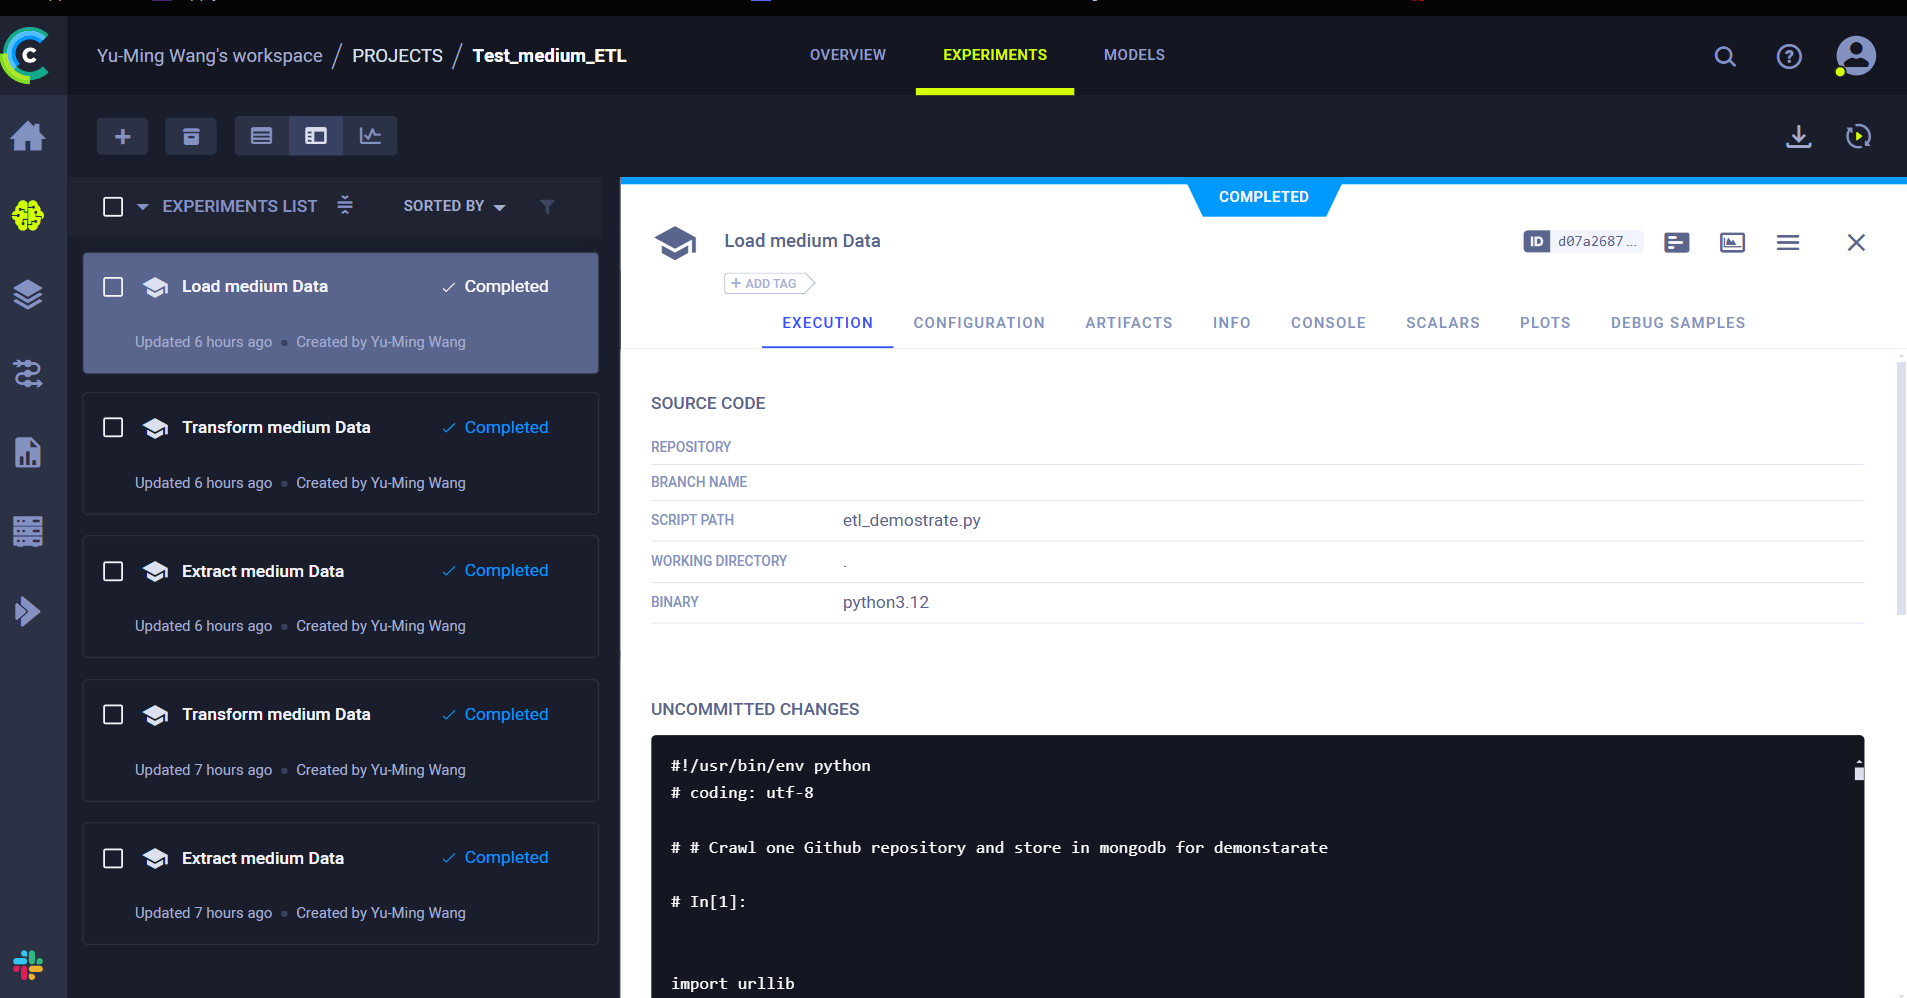 Yu-Ming Wang's workspace / PROJECTS / Test_medium_ETL
OVERVIEW
EXPERIMENTS
MODELS
EXPERIMENTS LIST
SORTED BY
Load medium Data
Completed
Updated 6 hours ago
Created by Yu-Ming Wang
Transform medium Data
Completed
Updated 6 hours ago
Created by Yu-Ming Wang
Extract medium Data
Completed
Updated 6 hours ago
Created by Yu-Ming Wang
Transform medium Data
Completed
Updated 7 hours ago
Created by Yu-Ming Wang
Extract medium Data
Completed
Updated 7 hours ago
Created by Yu-Ming Wang
COMPLETED
Load medium Data
ID d07a2687 ...
+ ADD TAG
EXECUTION
CONFIGURATION
ARTIFACTS
INFO
CONSOLE
SCALARS
PLOTS
DEBUG SAMPLES
SOURCE CODE
REPOSITORY
BRANCH NAME
SCRIPT PATH
etl_demostrate.py
WORKING DIRECTORY
.
BINARY
python3.12
UNCOMMITTED CHANGES
#!/usr/bin/env python
# coding: utf-8
# # Crawl one Github repository and store in mongodb for demonstarate
# In[1]:
import urllib